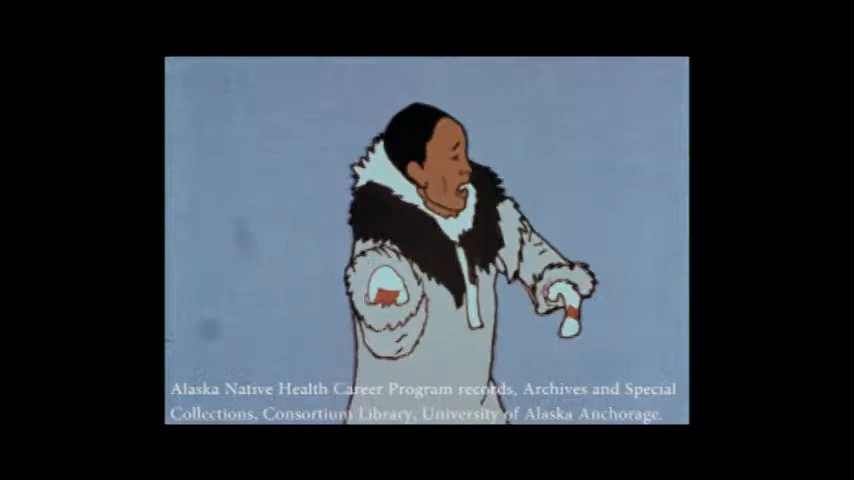 Alaska Native Health Career Program records, Archives and Special
Collections, Consortium Library, University of Alaska Anchorage.